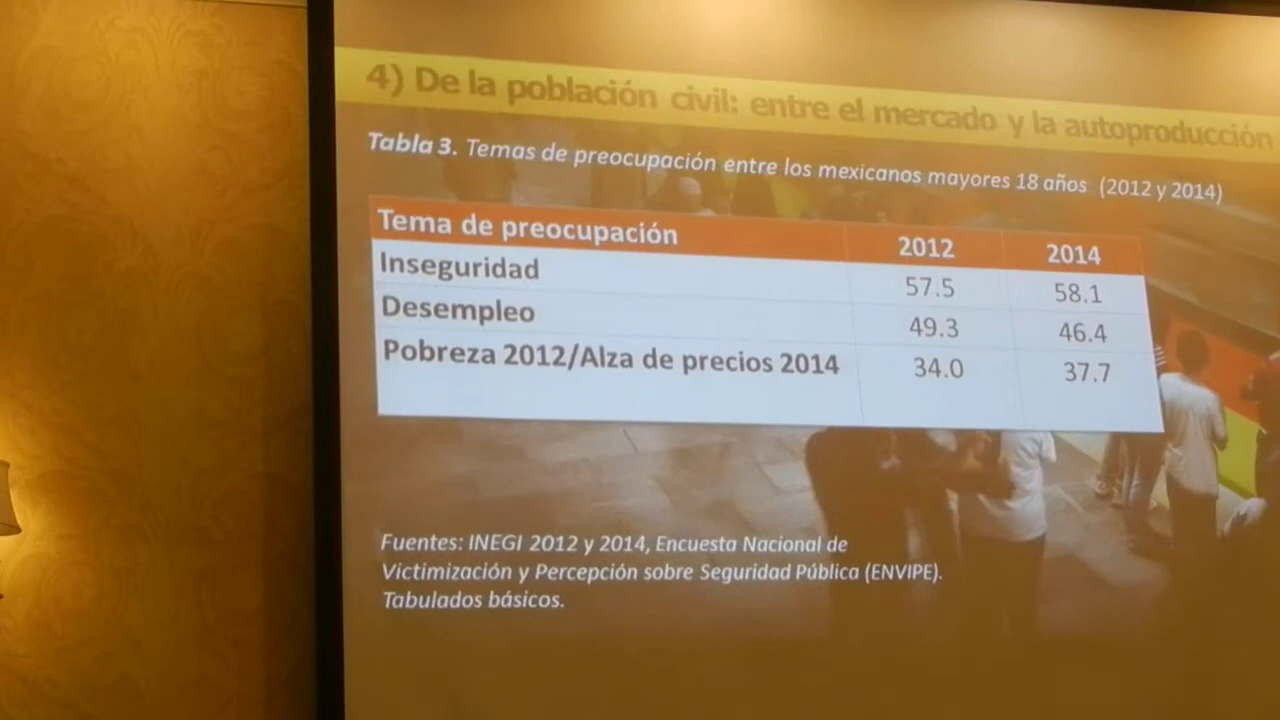 4) De la población civil: entre el mercado y la autoproducción
Tabla 3. Temas de preocupación entre los mexicanos mayores 18 años (2012 y 2014)
Tema de preocupación 2012 2014
Inseguridad 57.5 58.1
Desempleo 49.3 46.4
Pobreza 2012/Alza de precios 2014 34.0 37.7
Fuentes: INEGI 2012 y 2014, Encuesta Nacional de
Victimización y Percepción sobre Seguridad Pública (ENVIPE).
Tabulados básicos.